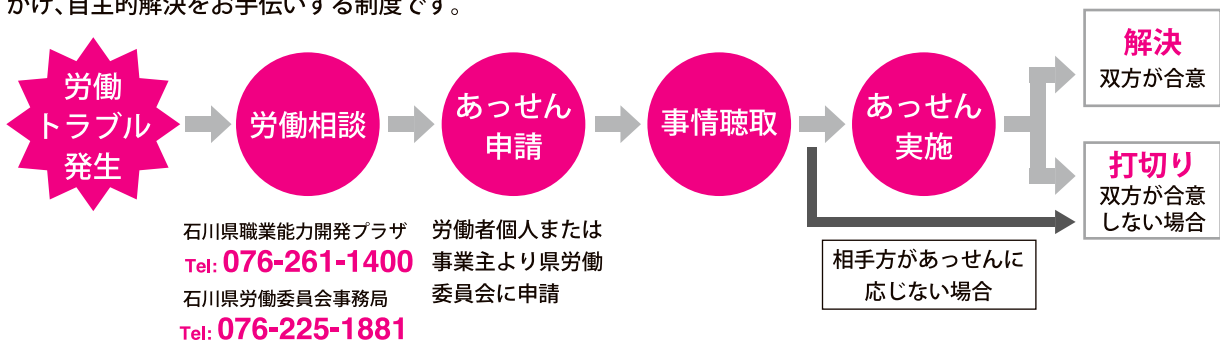 かけ、自主的解決をお手伝いする制度です。
労働
トラブル
発生
労働相談
あっせん
申請
事情聴取
あっせん
実施
解決
双方が合意
打切り
双方が合意
しない場合
石川県職業能力開発プラザ
Tel: 076-261-1400
石川県労働委員会事務局
Tel: 076-225-1881
労働者個人または
事業主より県労働
委員会に申請
相手方があっせんに
応じない場合